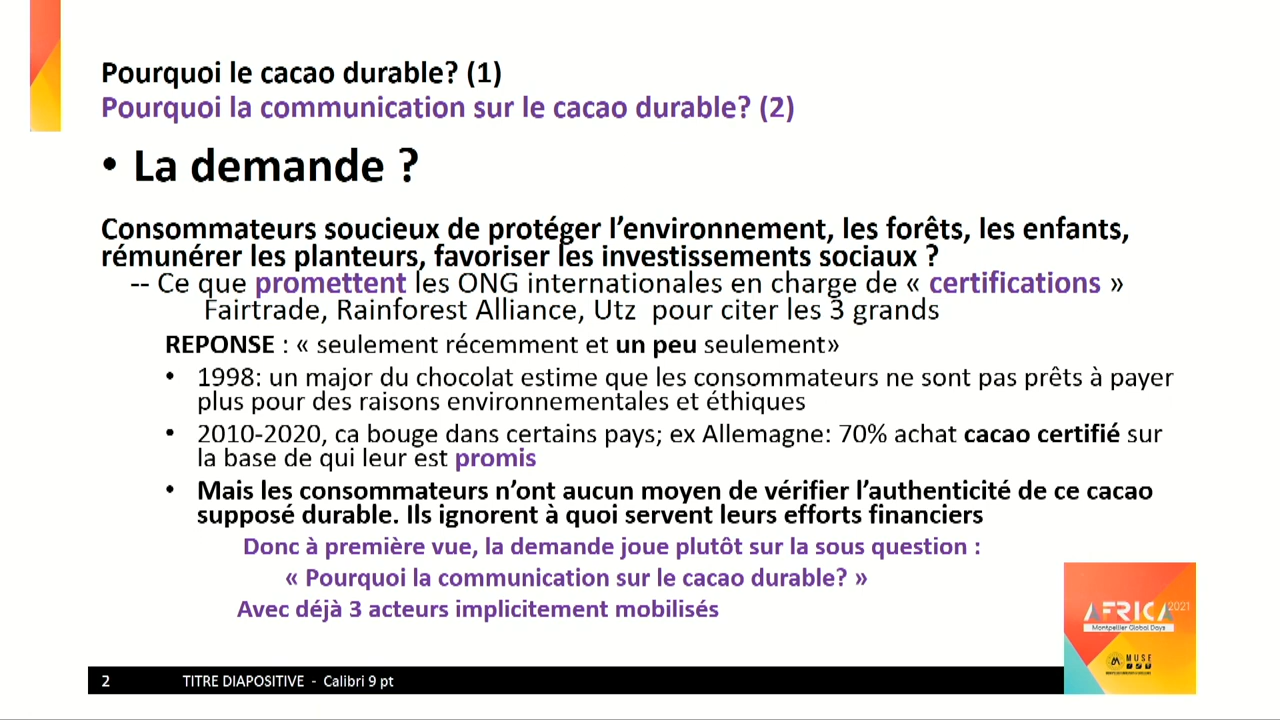 Pourquoi le cacao durable? (1)
Pourquoi la communication sur le cacao durable? (2)
• La demande ?
Consommateurs soucieux de protéger l’environnement, les forêts, les enfants,
rémunérer les planteurs, favoriser les investissements sociaux ?
-- Ce que promettent les ONG internationales en charge de « certifications »
Fairtrade, Rainforest Alliance, Utz pour citer les 3 grands
REPONSE : « seulement récemment et un peu seulement»
• 1998: un major du chocolat estime que les consommateurs ne sont pas prêts à payer
plus pour des raisons environnementales et éthiques
• 2010-2020, ca bouge dans certains pays; ex Allemagne: 70% achat cacao certifié sur
la base de qui leur est promis
• Mais les consommateurs n’ont aucun moyen de vérifier l’authenticité de ce cacao
supposé durable. Ils ignorent à quoi servent leurs efforts financiers
Donc à première vue, la demande joue plutôt sur la sous question :
« Pourquoi la communication sur le cacao durable? »
Avec déjà 3 acteurs implicitement mobilisés
AFRICA 2021
Montpellier Global Days
MUSE
2 TITRE DIAPOSITIVE - Calibri 9 pt